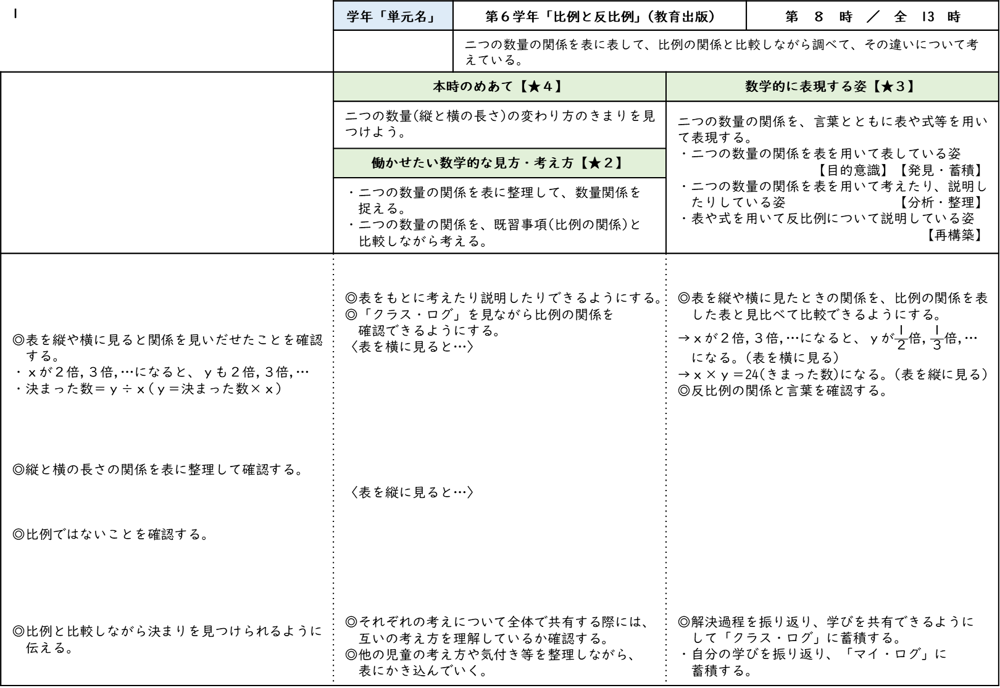 1
学年「単元名」
第6学年「比例と反比例」(教育出版)
第 8 時 / 全 13 時
二つの数量の関係を表に表して、比例の関係と比較しながら調べて、その違いについて考
えている。
本時のめあて【★4】
二つの数量(縦と横の長さ)の変わり方のきまりを見
つけよう。
働かせたい数学的な見方・考え方【★2】
・二つの数量の関係を表に整理して、数量関係を
捉える。
・二つの数量の関係を、既習事項(比例の関係)と
比較しながら考える。
数学的に表現する姿【★3】
二つの数量の関係を、言葉とともに表や式等を用い
て表現する。
・二つの数量の関係を表を用いて表している姿
【目的意識】【発見・蓄積】
・二つの数量の関係を表を用いて考えたり、説明し
たりしている姿 【分析・整理】
・表や式を用いて反比例について説明している姿
【再構築】
◎表を縦や横に見ると関係を見いだせたことを確認
する。
・xが2倍,3倍,…になると、yも2倍,3倍,…
・決まった数=y÷x(y=決まった数×x)
◎縦と横の長さの関係を表に整理して確認する。
◎比例ではないことを確認する。
◎比例と比較しながら決まりを見つけられるように
伝える。
◎表をもとに考えたり説明したりできるようにする。
◎「クラス・ログ」を見ながら比例の関係を
確認できるようにする。
〈表を横に見ると…〉
〈表を縦に見ると…〉
◎それぞれの考えについて全体で共有する際には、
互いの考え方を理解しているか確認する。
◎他の児童の考え方や気付き等を整理しながら、
表にかき込んでいく。
◎表を縦や横に見たときの関係を、比例の関係を表
した表と見比べて比較できるようにする。
→xが2倍,3倍,…になると、yが1/2倍,1/3倍,…
になる。(表を横に見る)
→x×y=24(きまった数)になる。(表を縦に見る)
◎反比例の関係と言葉を確認する。
◎解決過程を振り返り、学びを共有できるように
して「クラス・ログ」に蓄積する。
・自分の学びを振り返り、「マイ・ログ」に
蓄積する。